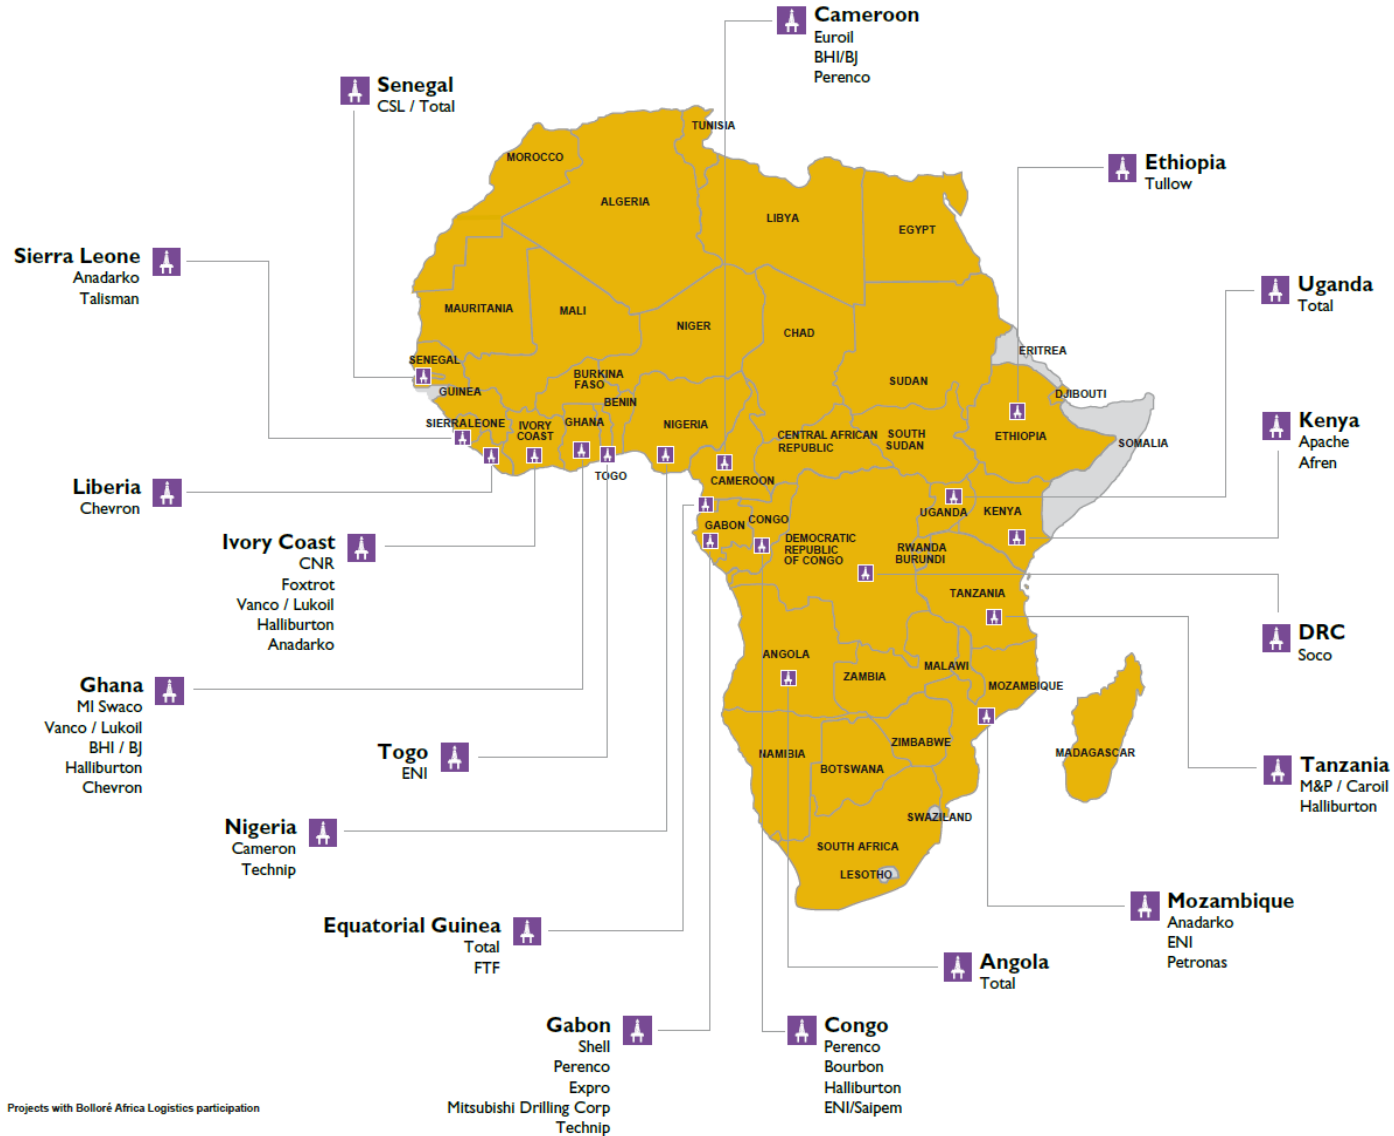 Cameroon
Euroil
BHI/BJ
Perenco
Senegal
CSL / Total
Ethiopia
Tullow
Sierra Leone
Anadarko
Talisman
Uganda
Total
Kenya
Apache
Afren
Liberia
Chevron
Ivory Coast
CNR
Foxtrot
Vanco / Lukoil
Halliburton
Anadarko
DRC
Soco
Ghana
MI Swaco
Vanco / Lukoil
BHI / BJ
Halliburton
Chevron
Togo
ENI
Tanzania
M&P / Caroil
Halliburton
Nigeria
Cameron
Technip
Mozambique
Anadarko
ENI
Petronas
Equatorial Guinea
Total
FTF
Angola
Total
Gabon
Shell
Perenco
Expro
Mitsubishi Drilling Corp
Technip
Congo
Perenco
Bourbon
Halliburton
ENI/Saipem
TUNISIA
MOROCCO
ALGERIA
LIBYA
EGYPT
MAURITANIA
MALI
NIGER
CHAD
SUDAN
ERITREA
DJIBOUTI
SENEGAL
GUINEA
BURKINA
FASO
BENIN
SIERRALEONE
IVORY
COAST
GHANA
TOGO
NIGERIA
CENTRAL AFRICAN
REPUBLIC
SOUTH
SUDAN
ETHIOPIA
SOMALIA
CAMEROON
GABON
CONGO
DEMOCRATIC
REPUBLIC
OF CONGO
UGANDA
KENYA
RWANDA
BURUNDI
TANZANIA
ANGOLA
ZAMBIA
MALAWI
MOZAMBIQUE
NAMIBIA
BOTSWANA
ZIMBABWE
MADAGASCAR
SWAZILAND
SOUTH AFRICA
LESOTHO
Projects with Bolloré Africa Logistics participation